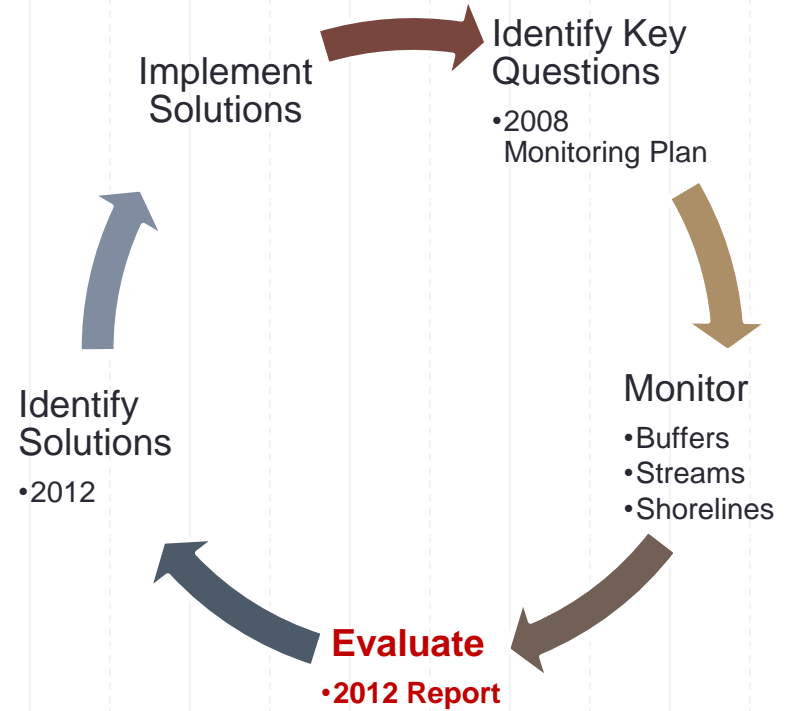 Identify Key
Questions
•2008
Monitoring Plan
Monitor
•Buffers
•Streams
•Shorelines
Evaluate
•2012 Report
Identify
Solutions
•2012
Implement
Solutions